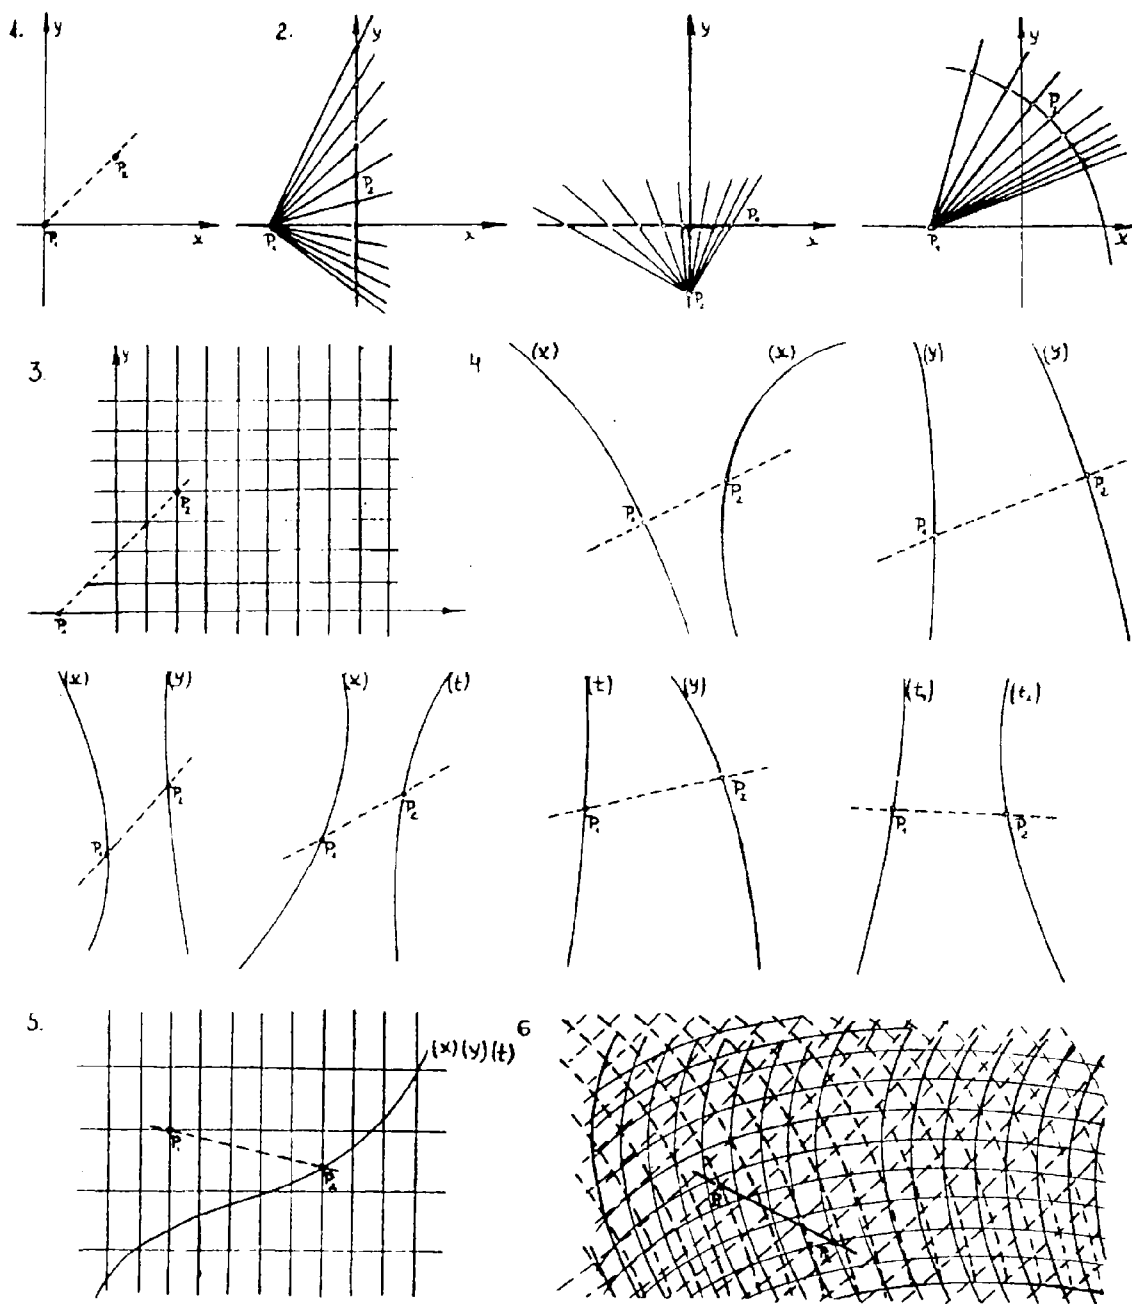 1. y 2. y y y
P₂ P₂ P₂ P₂
P₁ x P₁ x x P₁ x
P₁
3. y 4 (x) (x) (y) (y)
P₂ P₁ P₂ P₁ P₂
P₁
(x) (y) (x) (t) (t) (y) (t₁) (t₂)
P₁ P₂ P₁ P₂ P₁ P₂ P₁ P₂
5. (x)(y)(t) 6
P₁ P₂